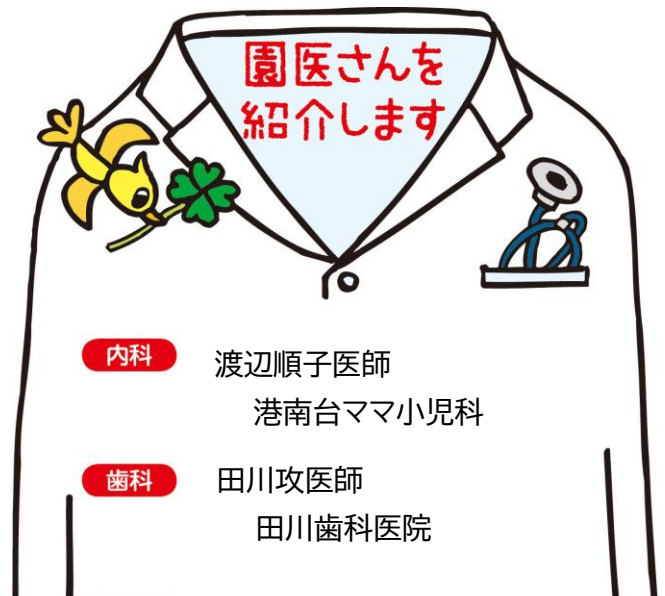 園医さんを
紹介します
内科
渡辺順子医師
港南台ママ小児科
歯科
田川攻医師
田川歯科医院